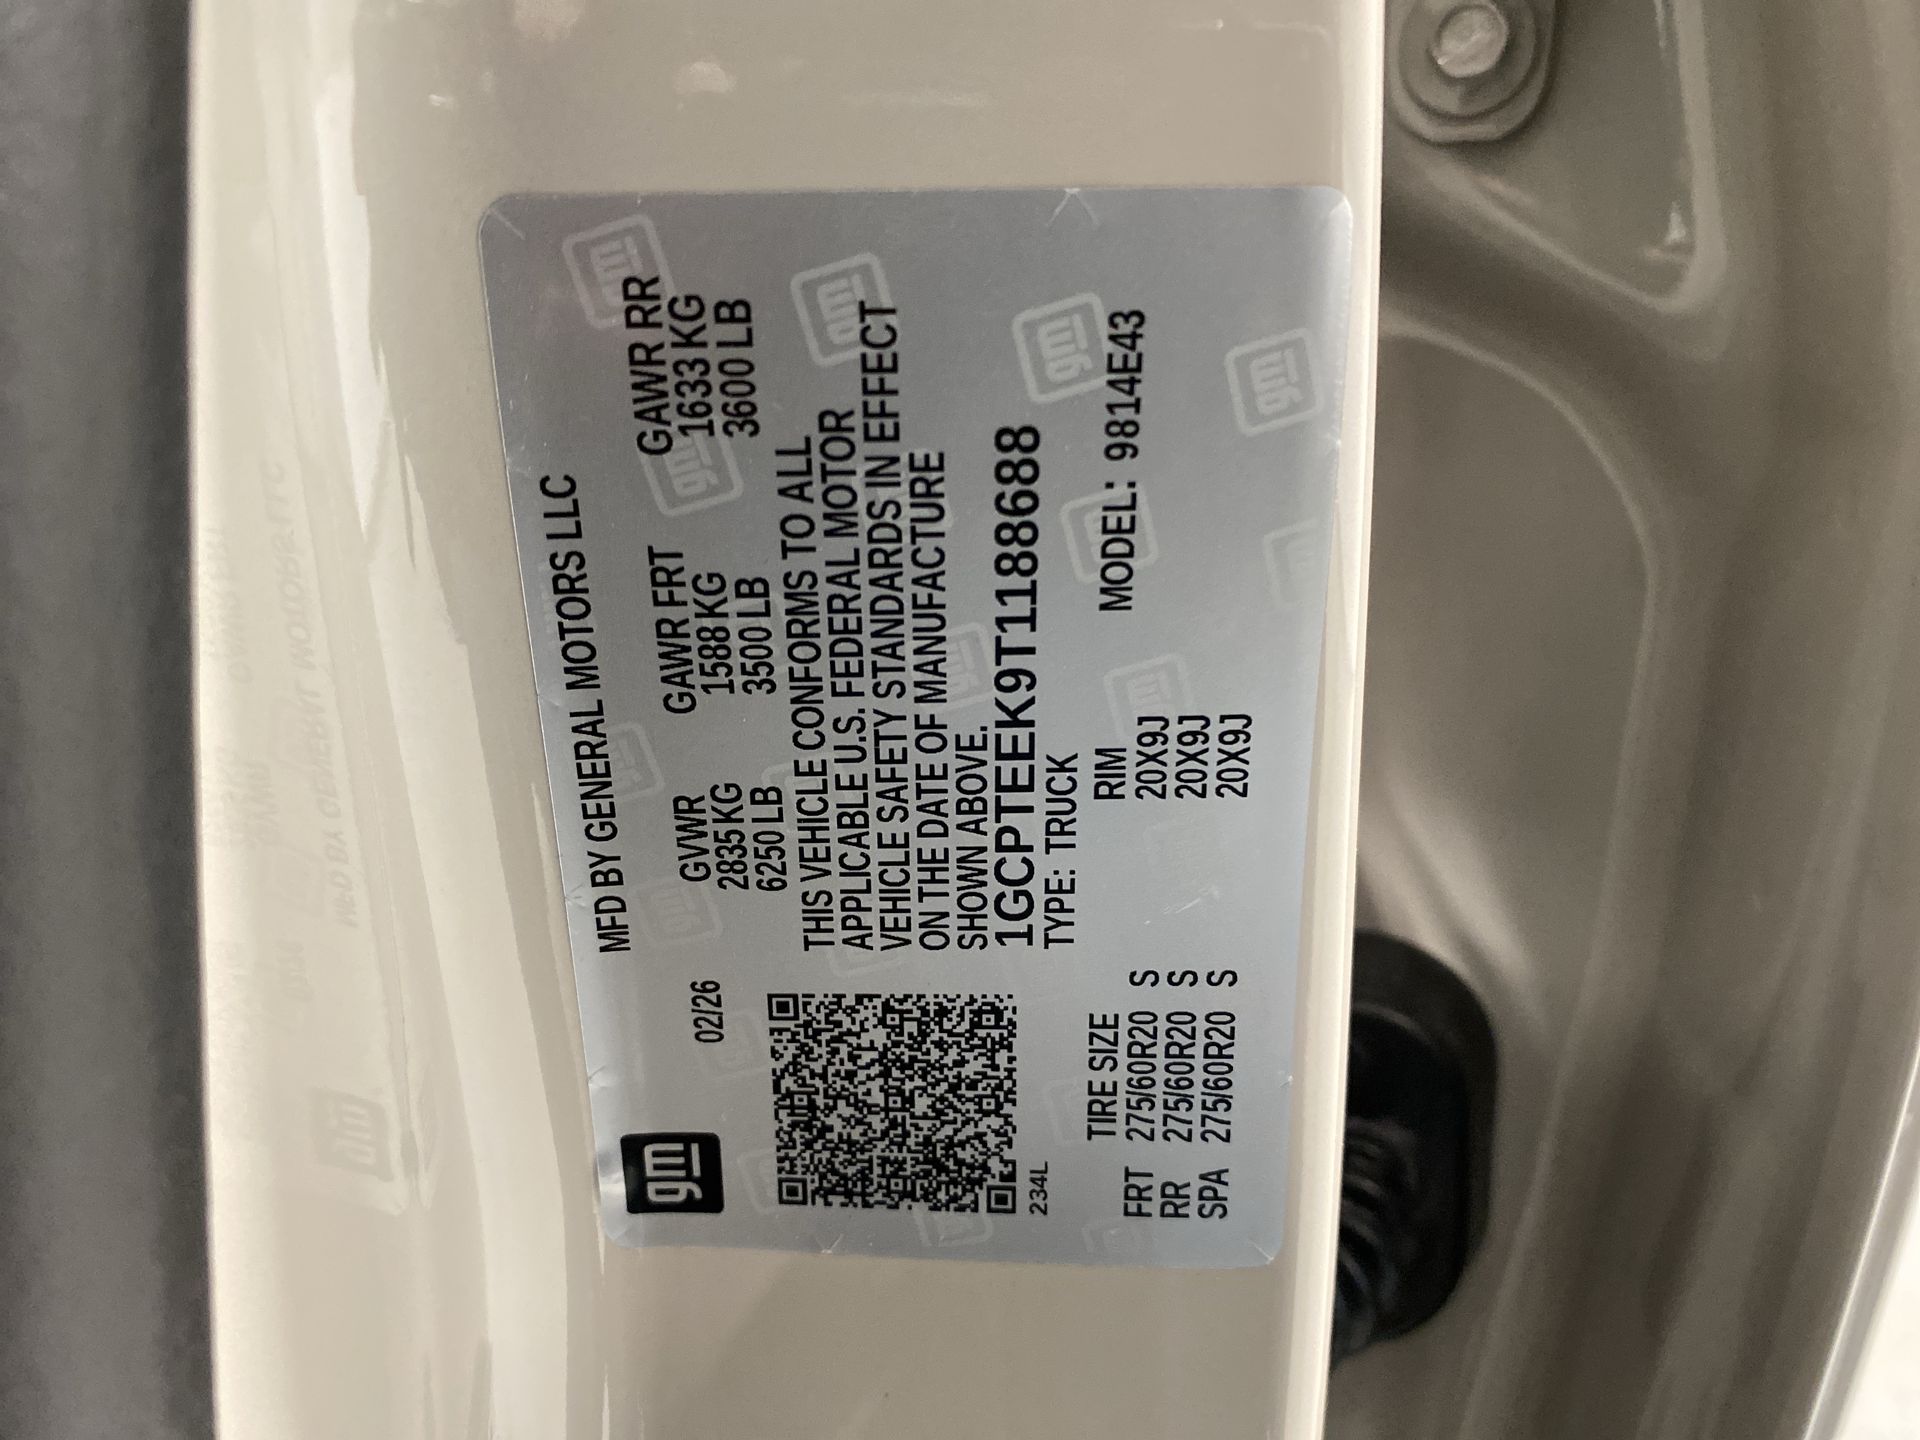 gm
02/26
MFD BY GENERAL MOTORS LLC
GVWR GAWR FRT GAWR RR
2835 KG 1588 KG 1633 KG
6250 LB 3500 LB 3600 LB
THIS VEHICLE CONFORMS TO ALL
APPLICABLE U.S. FEDERAL MOTOR
VEHICLE SAFETY STANDARDS IN EFFECT
ON THE DATE OF MANUFACTURE
SHOWN ABOVE.
1GCPTEEK9T1188688
TYPE: TRUCK
234L
TIRE SIZE RIM MODEL: 9814E43
FRT 275/60R20 S 20X9J
RR 275/60R20 S 20X9J
SPA 275/60R20 S 20X9J